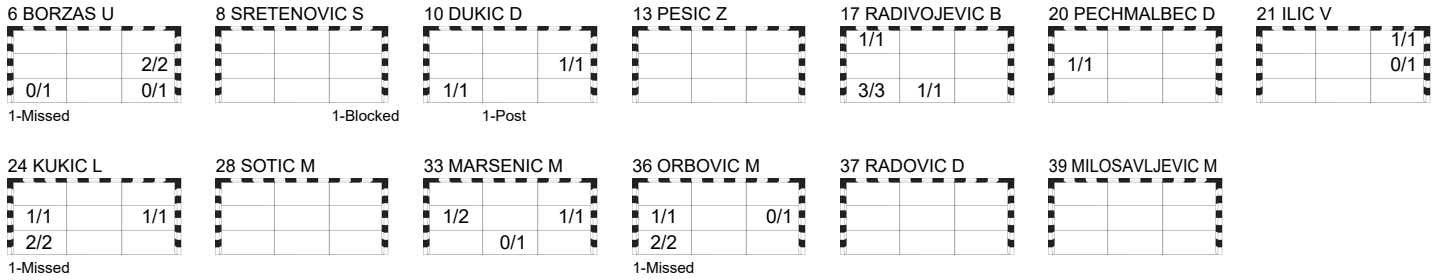 6 BORZAS U 8 SRETENOVIC S 10 DUKIC D 13 PESIC Z 17 RADIVOJEVIC B 20 PECHMALBEC D 21 ILIC V
1/1 1/1
2/2 1/1 1/1 0/1
0/1 0/1 1/1 3/3 1/1
1-Missed 1-Blocked 1-Post
24 KUKIC L 28 SOTIC M 33 MARSENIC M 36 ORBOVIC M 37 RADOVIC D 39 MILOSAVLJEVIC M
1/1 1/1 1/2 1/1 1/1 0/1
2/2 0/1 2/2
1-Missed 1-Missed